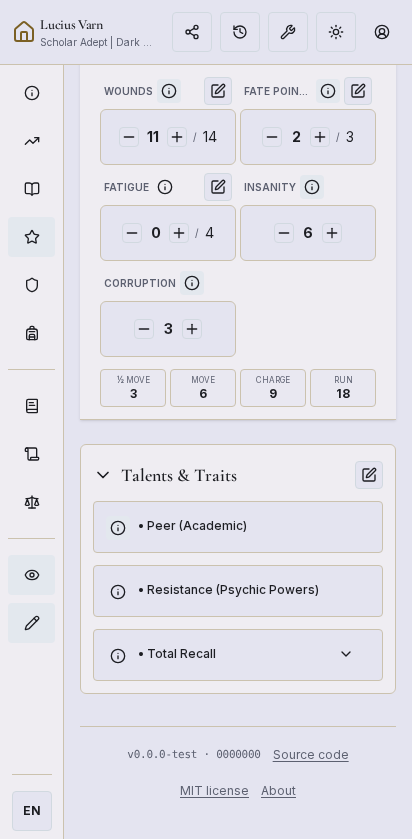 Lucius Varn
Scholar Adept | Dark ...
WOUNDS
FATE POIN...
11 / 14
2 / 3
FATIGUE
INSANITY
0 / 4
6
CORRUPTION
3
½ MOVE
3
MOVE
6
CHARGE
9
RUN
18
Talents & Traits
• Peer (Academic)
• Resistance (Psychic Powers)
• Total Recall
v0.0.0-test · 0000000 Source code
MIT license About
EN